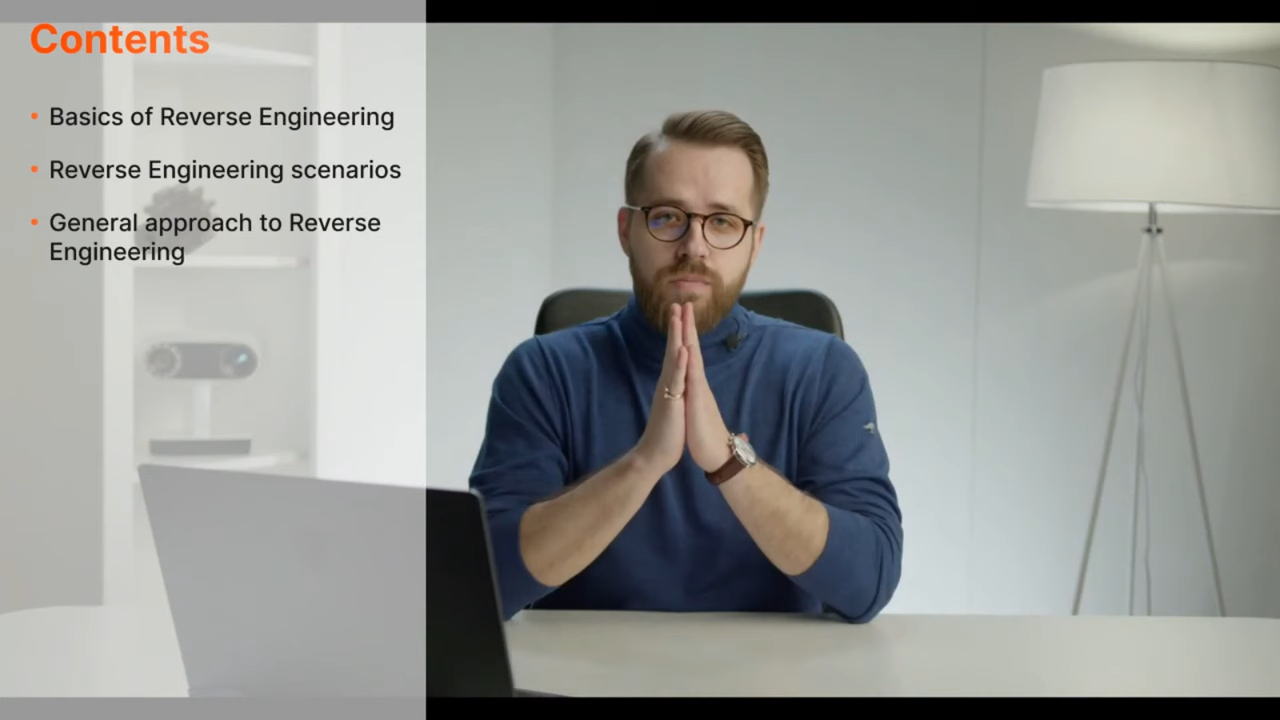 Contents
• Basics of Reverse Engineering
• Reverse Engineering scenarios
• General approach to Reverse
Engineering